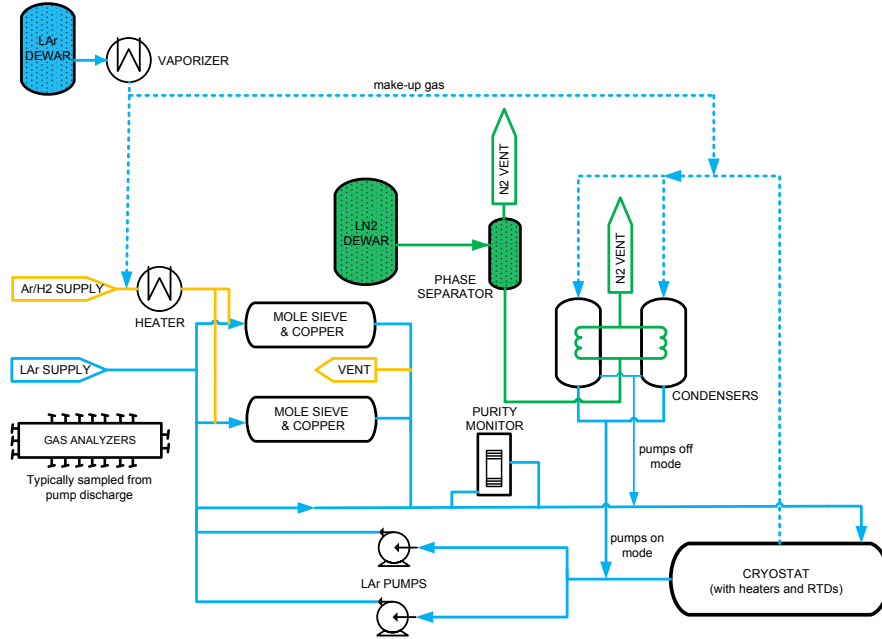 LAr
DEWAR
VAPORIZER
make-up gas
N2 VENT
LN2
DEWAR
N2 VENT
PHASE
SEPARATOR
Ar/H2 SUPPLY
HEATER
MOLE SIEVE
& COPPER
LAr SUPPLY
VENT
CONDENSERS
MOLE SIEVE
& COPPER
PURITY
MONITOR
GAS ANALYZERS
Typically sampled from
pump discharge
pumps off
mode
pumps on
mode
LAr PUMPS
CRYOSTAT
(with heaters and RTDs)